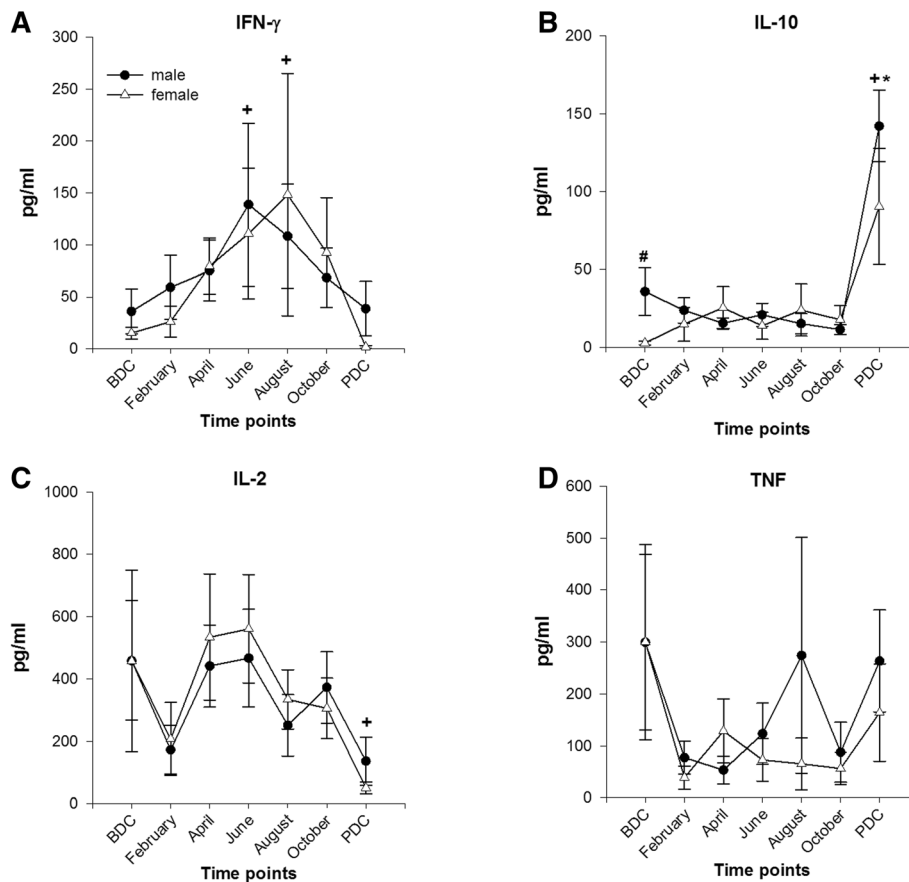 A
IFN-γ
300
250
200
150
100
50
0
pg/ml
male
female
+
+
BDC
February
April
June
August
October
PDC
Time points
B
IL-10
200
150
100
50
0
pg/ml
#
+ *
BDC
February
April
June
August
October
PDC
Time points
C
IL-2
1000
800
600
400
200
0
pg/ml
+
BDC
February
April
June
August
October
PDC
Time points
D
TNF
600
500
400
300
200
100
0
pg/ml
BDC
February
April
June
August
October
PDC
Time points